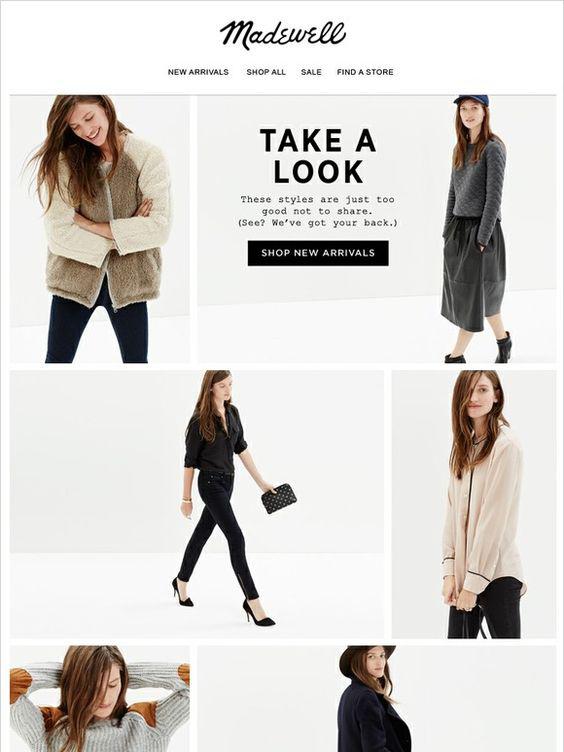 Madewell
NEW ARRIVALS SHOP ALL SALE FIND A STORE
TAKE A
LOOK
These styles are just too
good not to share.
(See? We've got your back.)
SHOP NEW ARRIVALS